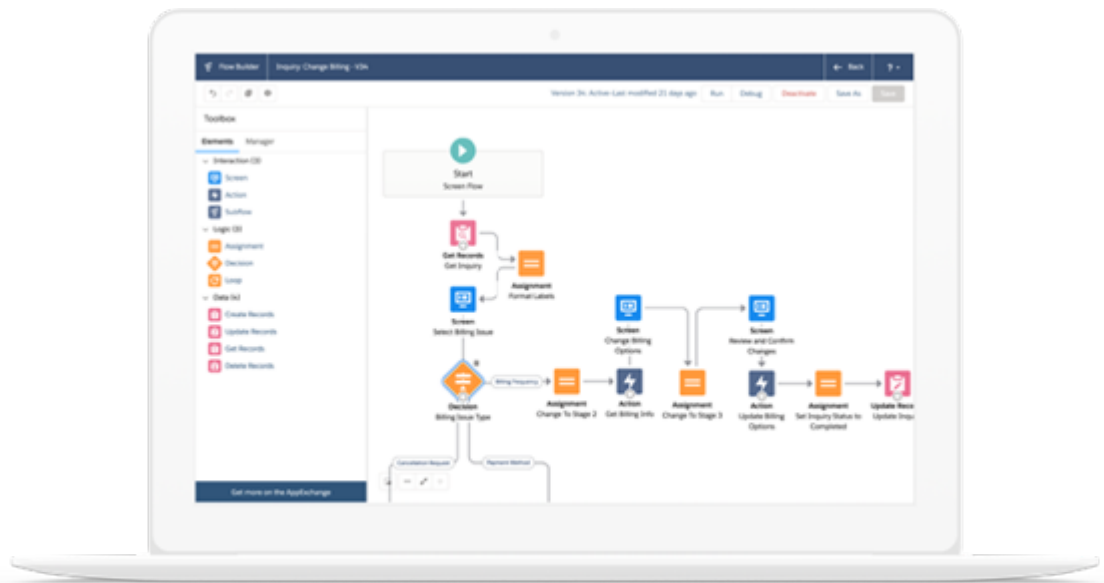 Flow Builder
Inquiry Change Billing - V34
Back
?
Version 34: Active-Last modified 21 days ago
Run
Debug
Deactivate
Save As
Save
Toolbox
Elements
Manager
Interaction (3)
Screen
Action
Subflow
Logic (3)
Assignment
Decision
Loop
Data (4)
Create Records
Update Records
Get Records
Delete Records
Get more on the AppExchange
Start
Screen Flow
Get Records
Get Inquiry
Assignment
Format Labels
Screen
Select Billing Issue
Decision
Billing Issue Type
Billing Frequency
Cancellation Request
Payment Method
Assignment
Change To Stage 2
Screen
Change Billing
Options
Action
Get Billing Info
Assignment
Change To Stage 3
Screen
Review and Confirm
Changes
Action
Update Billing
Options
Assignment
Set Inquiry Status to
Completed
Update Reco
Update Inqu